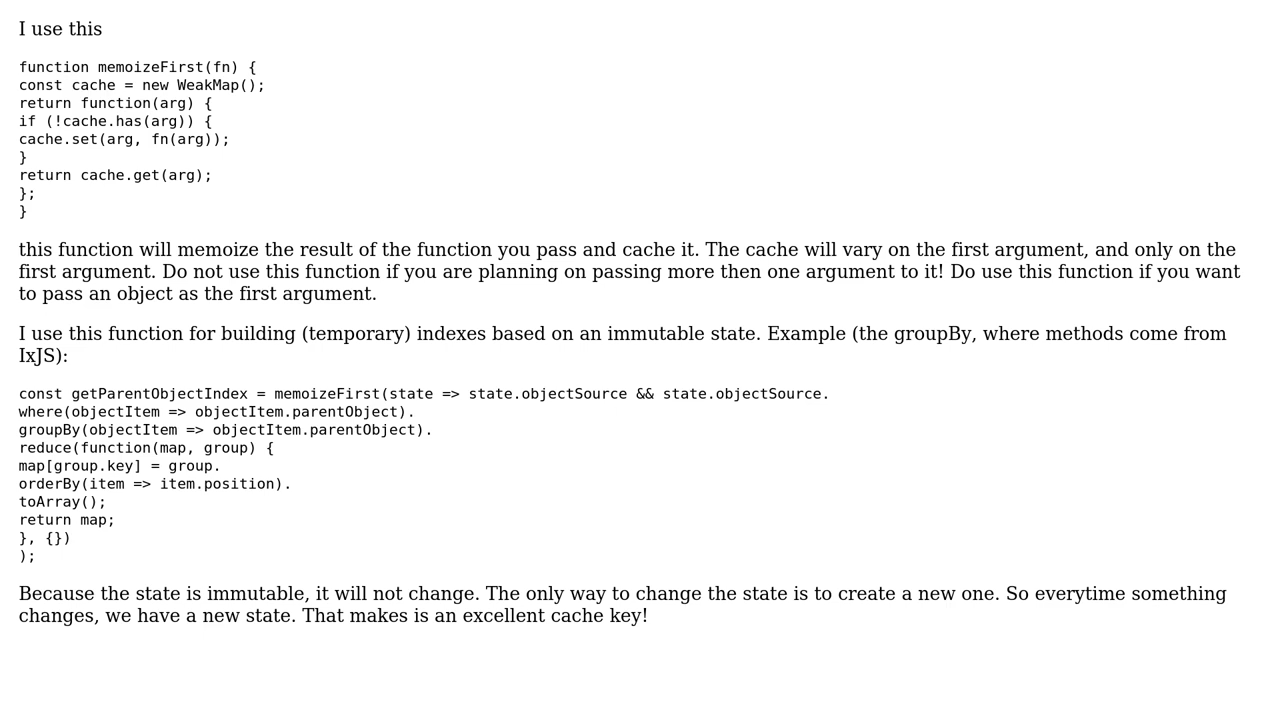 I use this
function memoizeFirst(fn) {
const cache = new WeakMap();
return function(arg) {
if (!cache.has(arg)) {
cache.set(arg, fn(arg));
}
return cache.get(arg);
};
}
this function will memoize the result of the function you pass and cache it. The cache will vary on the first argument, and only on the
first argument. Do not use this function if you are planning on passing more then one argument to it! Do use this function if you want
to pass an object as the first argument.
I use this function for building (temporary) indexes based on an immutable state. Example (the groupBy, where methods come from
IxJS):
const getParentObjectIndex = memoizeFirst(state => state.objectSource && state.objectSource.
where(objectItem => objectItem.parentObject).
groupBy(objectItem => objectItem.parentObject).
reduce(function(map, group) {
map[group.key] = group.
orderBy(item => item.position).
toArray();
return map;
}, {})
);
Because the state is immutable, it will not change. The only way to change the state is to create a new one. So everytime something
changes, we have a new state. That makes is an excellent cache key!